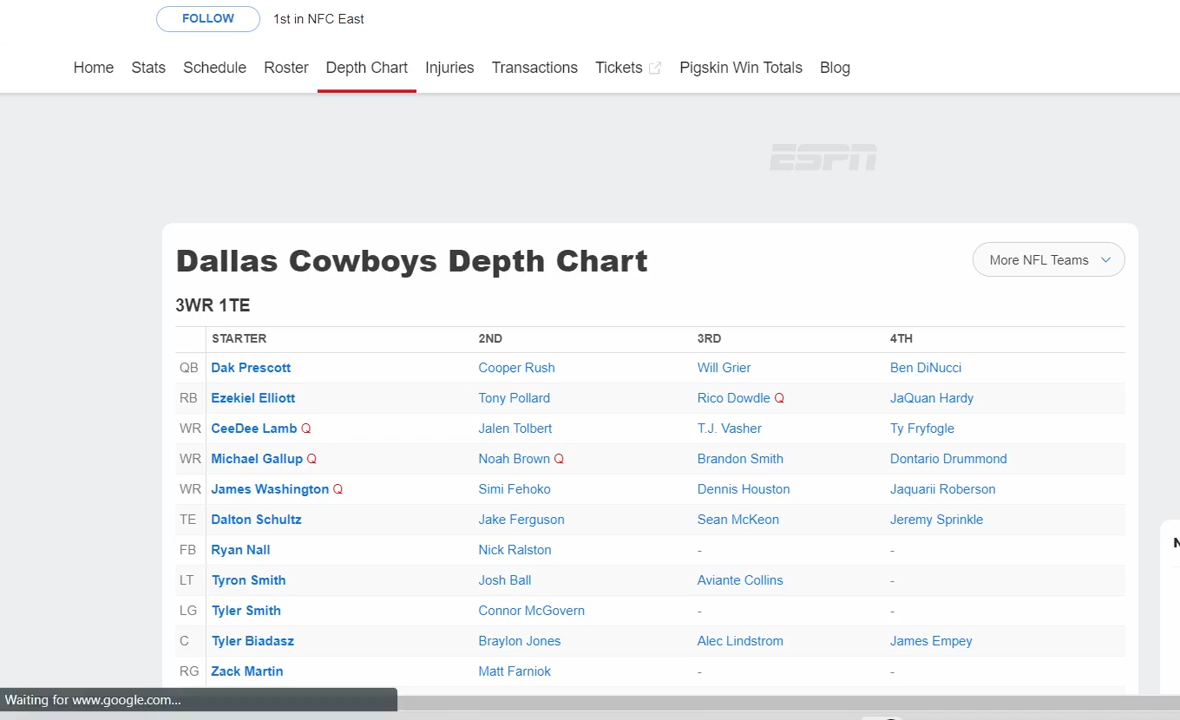 FOLLOW 1st in NFC East
Home Stats Schedule Roster Depth Chart Injuries Transactions Tickets Pigskin Win Totals Blog
ESPN
Dallas Cowboys Depth Chart More NFL Teams
3WR 1TE
STARTER 2ND 3RD 4TH
QB Dak Prescott Cooper Rush Will Grier Ben DiNucci
RB Ezekiel Elliott Tony Pollard Rico Dowdle Q JaQuan Hardy
WR CeeDee Lamb Q Jalen Tolbert T.J. Vasher Ty Fryfogle
WR Michael Gallup Q Noah Brown Q Brandon Smith Dontario Drummond
WR James Washington Q Simi Fehoko Dennis Houston Jaquarii Roberson
TE Dalton Schultz Jake Ferguson Sean McKeon Jeremy Sprinkle
FB Ryan Nall Nick Ralston - -
LT Tyron Smith Josh Ball Aviante Collins -
LG Tyler Smith Connor McGovern - -
C Tyler Biadasz Braylon Jones Alec Lindstrom James Empey
RG Zack Martin Matt Farniok - -
Waiting for www.google.com...